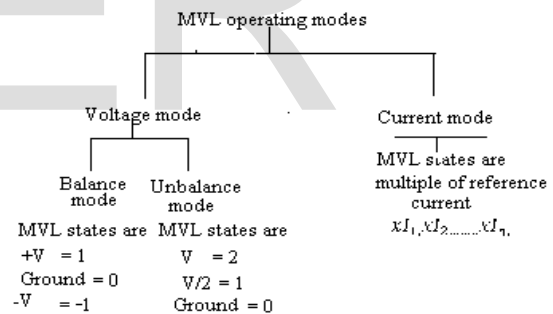 MVL operating modes
Voltage mode
Current mode
Balance
mode
MVL states are
+V = 1
Ground = 0
-V = -1
Unbalance
mode
MVL states are
V = 2
V/2 = 1
Ground = 0
MVL states are
multiple of reference
current
xI1, xI2........xIn,